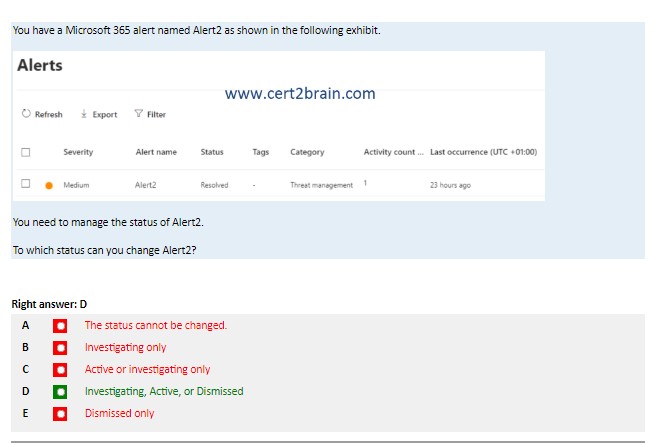 You have a Microsoft 365 alert named Alert2 as shown in the following exhibit.
Alerts
www.cert2brain.com
Refresh Export Filter
Severity Alert name Status Tags Category Activity count ... Last occurrence (UTC +01:00)
Medium Alert2 Resolved - Threat management 1 23 hours ago
You need to manage the status of Alert2.
To which status can you change Alert2?
Right answer: D
A The status cannot be changed.
B Investigating only
C Active or investigating only
D Investigating, Active, or Dismissed
E Dismissed only